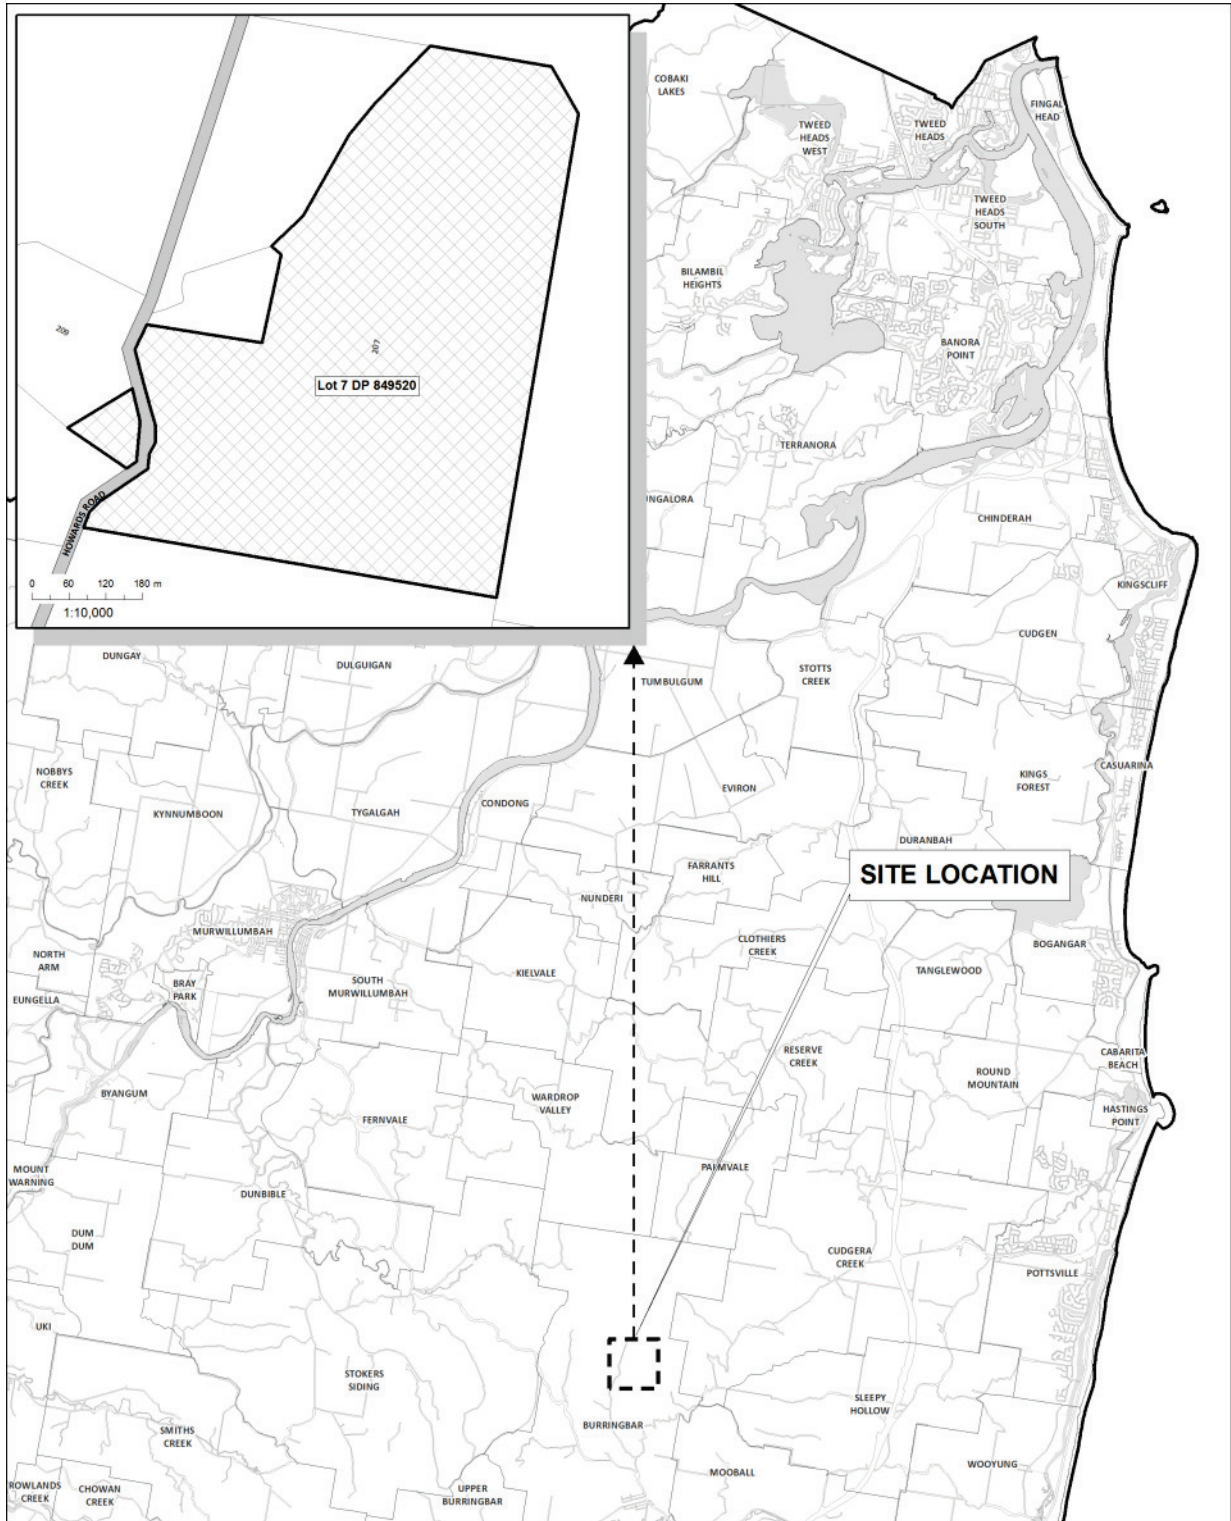 209
207
Lot 7 DP 849520
HOWARDS ROAD
0 60 120 180 m
1:10,000
COBAKI
LAKES
TWEED
HEADS
WEST
TWEED
HEADS
FINGAL
HEAD
TWEED
HEADS
SOUTH
BILAMBIL
HEIGHTS
BANORA
POINT
TERRANORA
NGALORA
CHINDERAH
KINGSCLIFF
CUDGEN
DUNGAY
DULGUIGAN
TUMBULGUM
STOTTS
CREEK
NOBBYS
CREEK
KYNNUMBOON
TYGALGAH
CONDONG
EVIRON
KINGS
FOREST
CASUARINA
DURANBAH
FARRANTS
HILL
SITE LOCATION
NUNDERI
MURWILLUMBAH
CLOTHIERS
CREEK
BOGANGAR
NORTH
ARM
BRAY
PARK
SOUTH
MURWILLUMBAH
KIELVALE
TANGLEWOOD
EUNGELLA
RESERVE
CREEK
CABARITA
BEACH
ROUND
MOUNTAIN
BYANGUM
WARDROP
VALLEY
FERNVALE
HASTINGS
POINT
MOUNT
WARNING
PALMVALE
DUNBIBLE
DUM
DUM
CUDGERA
CREEK
POTTSVILLE
UKI
STOKERS
SIDING
SLEEPY
HOLLOW
BURRINGBAR
SMITHS
CREEK
MOOBALL
WOOYUNG
ROWLANDS
CREEK
CHOWAN
CREEK
UPPER
BURRINGBAR